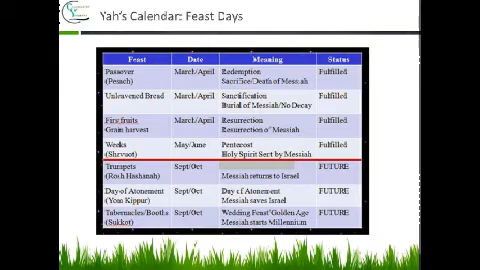 Yah's Calendar: Feast Days
Feast Date Meaning Status
Passover March/April Redemption Fulfilled
(Pesach) Sacrifice/Death of Messiah
Unleavened Bread March/April Sanctification Fulfilled
Burial of Messiah/No Decay
First fruits March/April Resurrection Fulfilled
Grain harvest Resurrection of Messiah
Weeks May/June Pentecost Fulfilled
(Shavuot) Holy Spirit Sent by Messiah
Trumpets Sept/Oct FUTURE
(Rosh Hashanah) Messiah returns to Israel
Day of Atonement Sept/Oct Day of Atonement FUTURE
(Yom Kippur) Messiah saves Israel
Tabernacles/Booths Sept/Oct Wedding Feast/Golden Age FUTURE
(Sukkot) Messiah starts Millennium